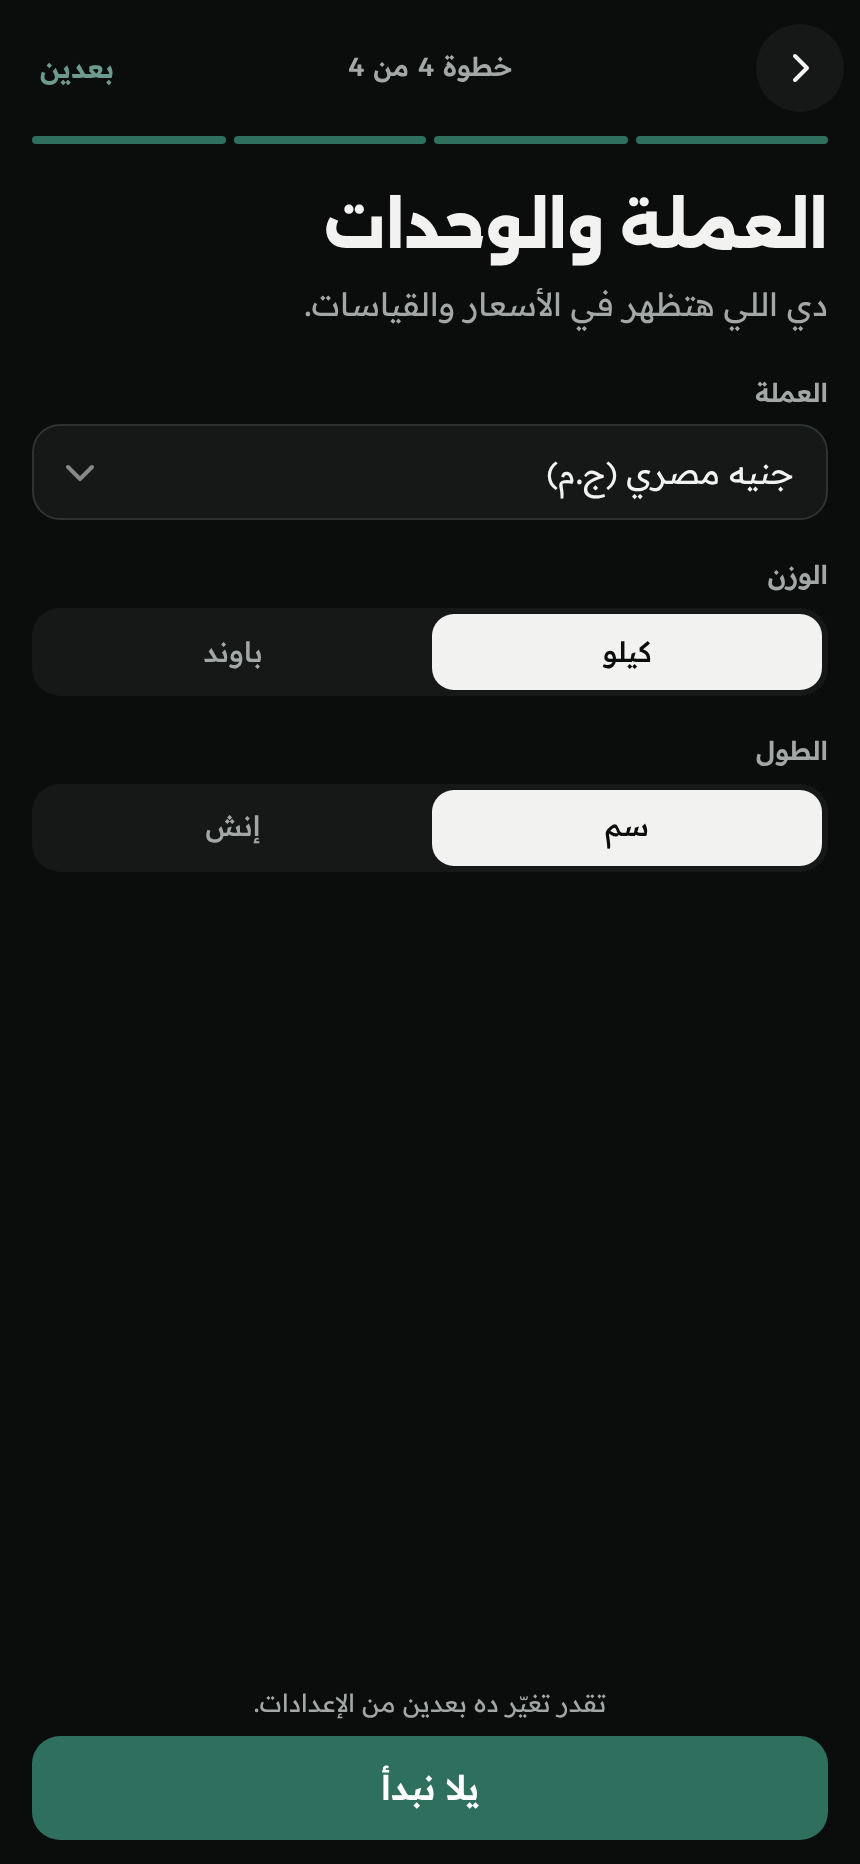 خطوة 4 من 4
بعدين
العملة والوحدات
دي اللي هتظهر في الأسعار والقياسات.
العملة
جنيه مصري (ج.م)
الوزن
كيلو
باوند
الطول
سم
إنش
تقدر تغيّر ده بعدين من الإعدادات.
يلا نبدأ